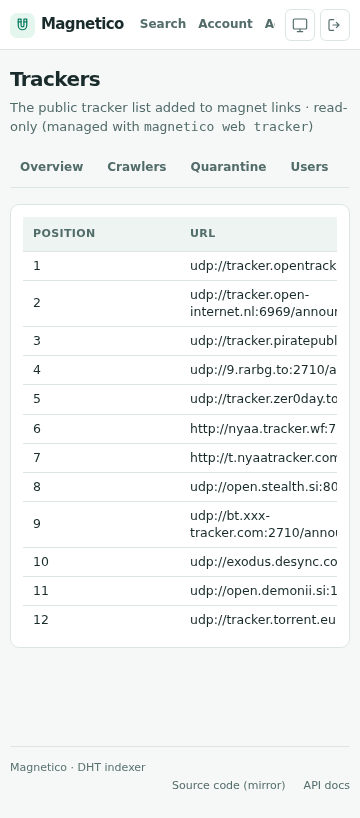 Magnetico Search Account
Trackers
The public tracker list added to magnet links · read-
only (managed with magnetico web tracker)
Overview Crawlers Quarantine Users
POSITION URL
1 udp://tracker.opentrack
2 udp://tracker.open-
internet.nl:6969/announ
3 udp://tracker.piratepubl
4 udp://9.rarbg.to:2710/a
5 udp://tracker.zer0day.to
6 http://nyaa.tracker.wf:7
7 http://t.nyaatracker.com
8 udp://open.stealth.si:80
9 udp://bt.xxx-
tracker.com:2710/annou
10 udp://exodus.desync.co
11 udp://open.demonii.si:1
12 udp://tracker.torrent.eu
Magnetico · DHT indexer
Source code (mirror) API docs